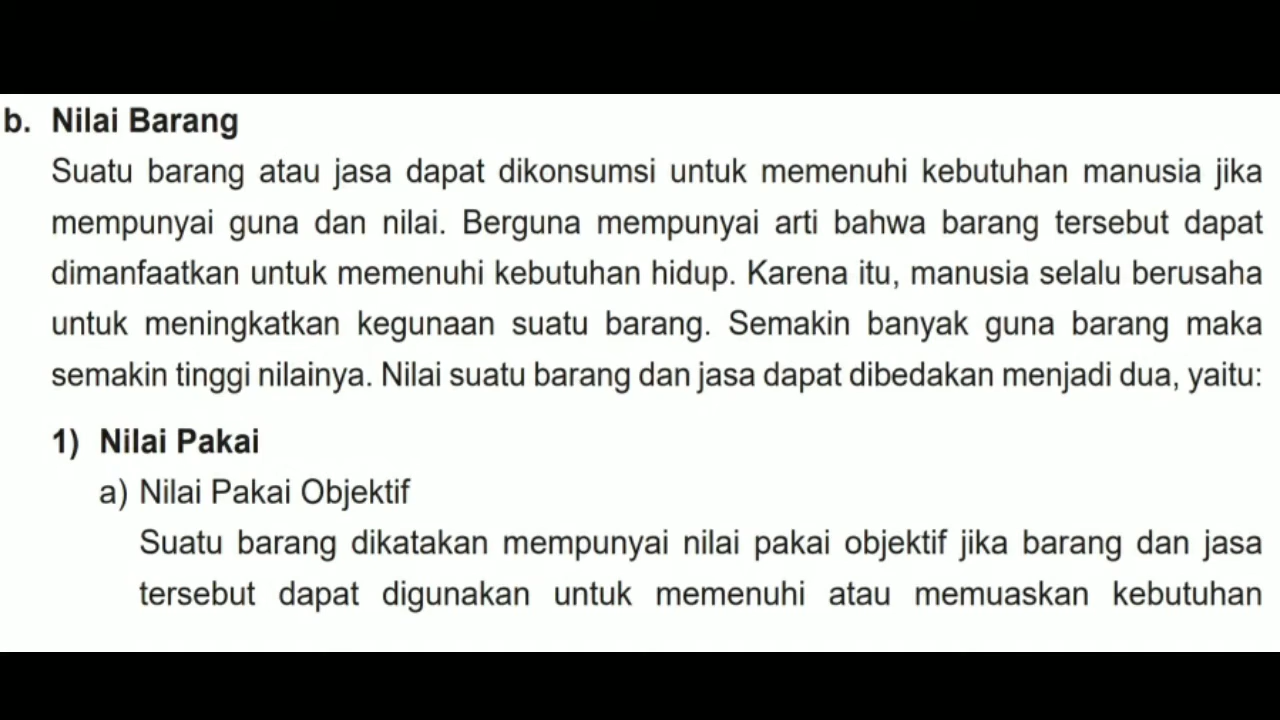 b. Nilai Barang
Suatu barang atau jasa dapat dikonsumsi untuk memenuhi kebutuhan manusia jika
mempunyai guna dan nilai. Berguna mempunyai arti bahwa barang tersebut dapat
dimanfaatkan untuk memenuhi kebutuhan hidup. Karena itu, manusia selalu berusaha
untuk meningkatkan kegunaan suatu barang. Semakin banyak guna barang maka
semakin tinggi nilainya. Nilai suatu barang dan jasa dapat dibedakan menjadi dua, yaitu:
1) Nilai Pakai
a) Nilai Pakai Objektif
Suatu barang dikatakan mempunyai nilai pakai objektif jika barang dan jasa
tersebut dapat digunakan untuk memenuhi atau memuaskan kebutuhan